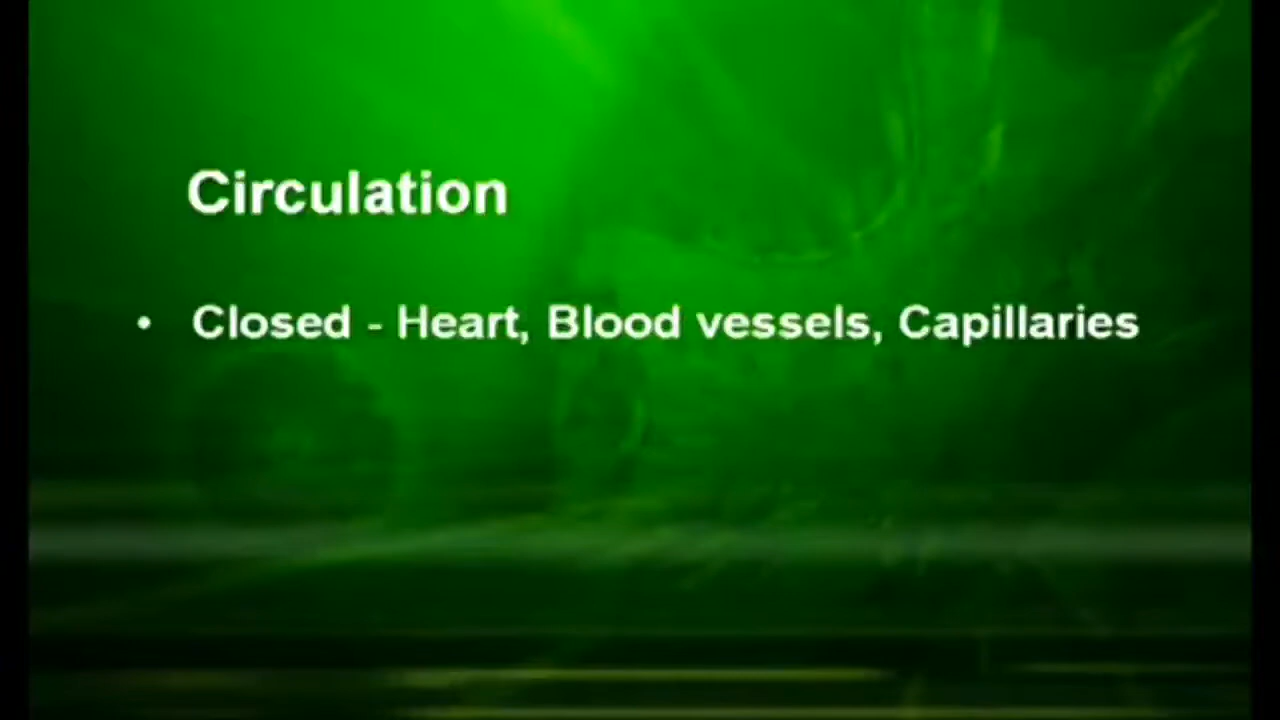 Circulation
• Closed - Heart, Blood vessels, Capillaries